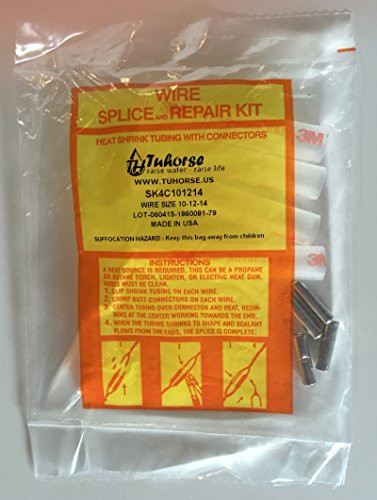 WIRE
SPLICE AND REPAIR KIT
HEAT SHRINK TUBING WITH CONNECTORS
TH Tuhorse
raise water - raise life
WWW.TUHORSE.US
SK4C101214
WIRE SIZE 10-12-14
LOT-060415-1860081-79
MADE IN USA
SUFFOCATION HAZARD - Keep this bag away from children
INSTRUCTIONS
A HEAT SOURCE IS REQUIRED. THIS CAN BE A PROPANE
OR BUTANE TORCH, LIGHTER, OR ELECTRIC HEAT GUN.
WIRES MUST BE CLEAN.
1. SLIP SHRINK TUBING ON EACH WIRE.
2. CRIMP BUTT CONNECTORS ON EACH WIRE.
3. CENTER TUBING OVER CONNECTOR AND HEAT, BEGIN-
NING AT THE CENTER WORKING TOWARDS THE END.
4. WHEN THE TUBING SHRINKS TO SHAPE AND SEALANT
FLOWS FROM THE ENDS, THE SPLICE IS COMPLETE.
1
2
3
4
3M
3M